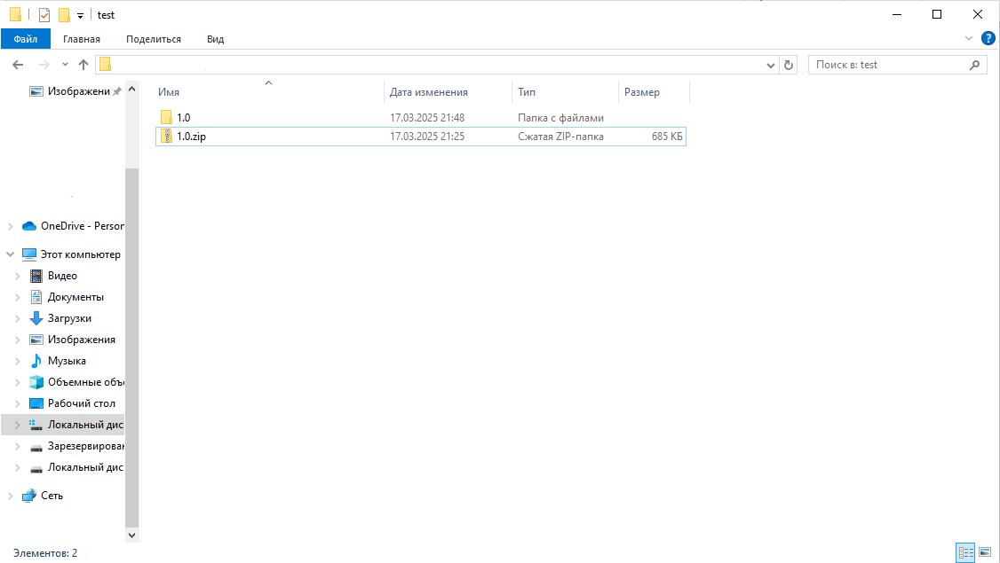 test
Файл Главная Поделиться Вид
Поиск в: test
Изображени
Имя Дата изменения Тип Размер
1.0 17.03.2025 21:48 Папка с файлами
1.0.zip 17.03.2025 21:25 Сжатая ZIP-папка 685 КБ
OneDrive - Person
Этот компьютер
Видео
Документы
Загрузки
Изображения
Музыка
Объемные объ
Рабочий стол
Локальный дис
Зарезервирован
Локальный дис
Сеть
Элементов: 2